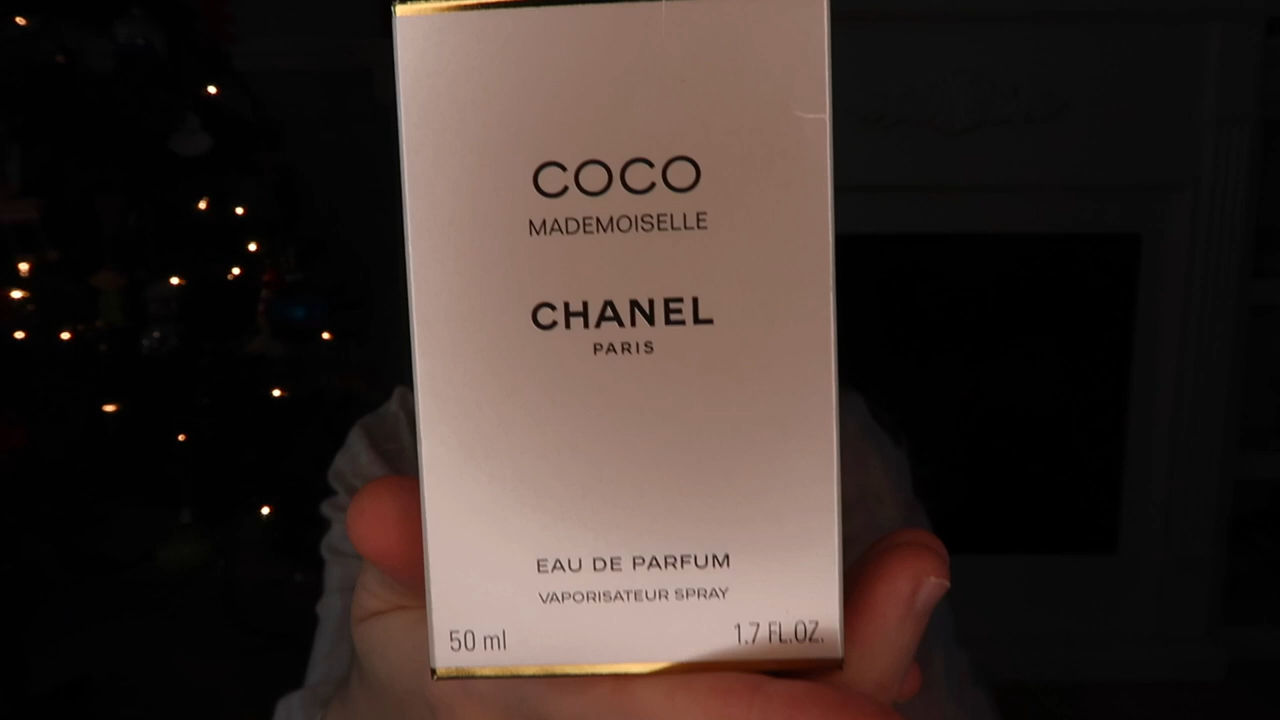 COCO
MADEMOISELLE
CHANEL
PARIS
EAU DE PARFUM
VAPORISATEUR SPRAY
50 ml 1.7 FL.OZ.